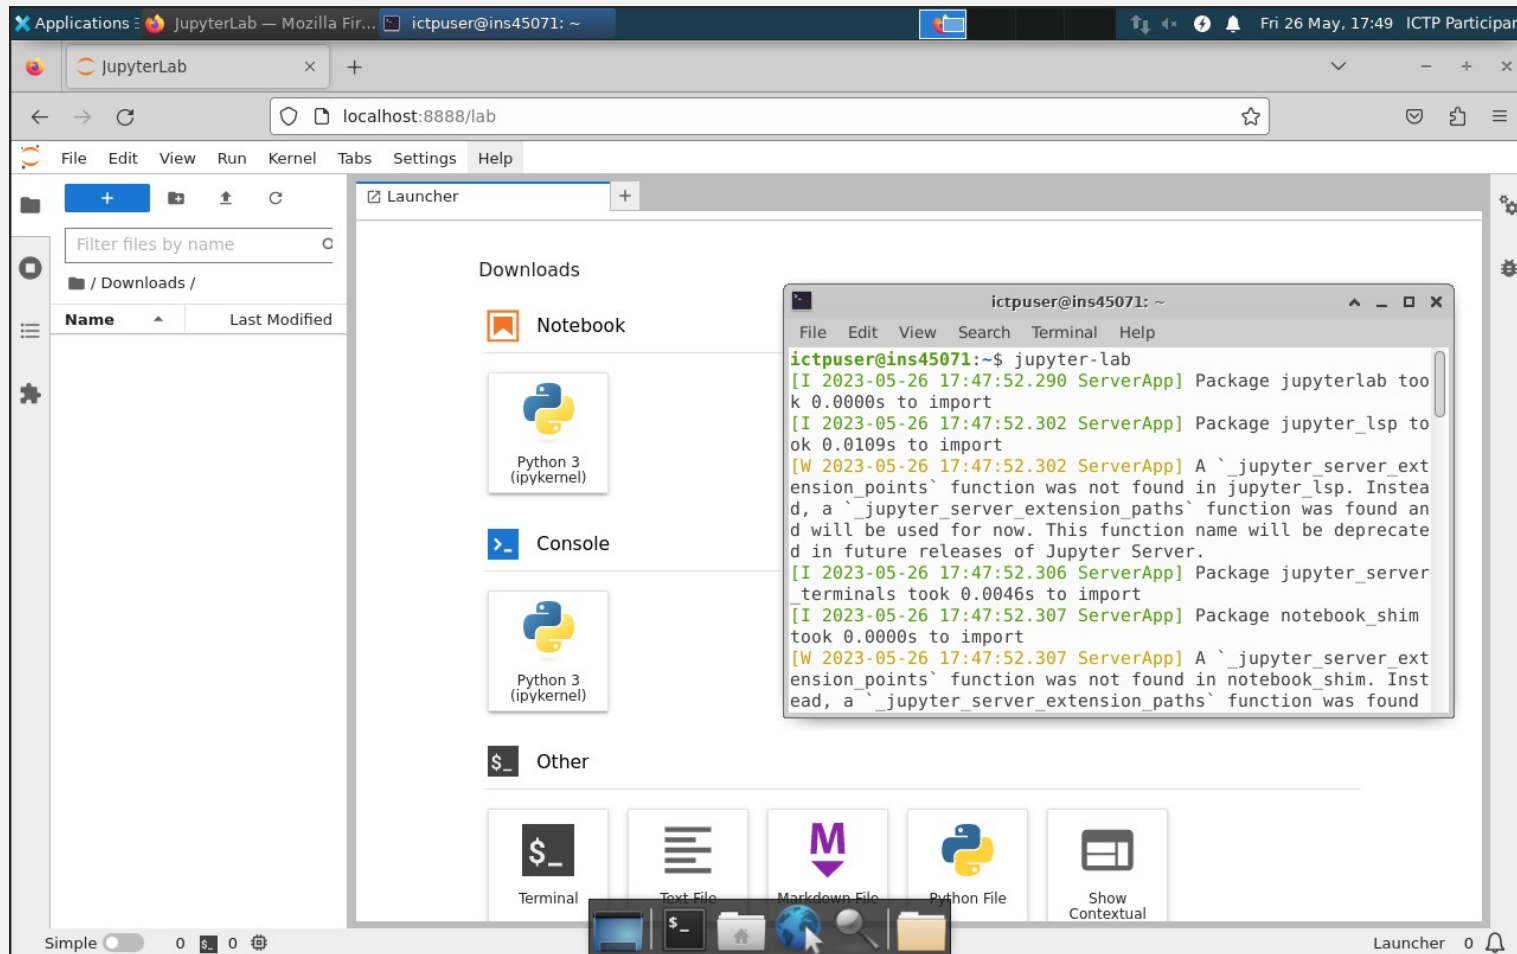 Applications
JupyterLab — Mozilla Fir...
ictpuser@ins45071: ~
Fri 26 May, 17:49
ICTP Participan
JupyterLab
localhost:8888/lab
File Edit View Run Kernel Tabs Settings Help
Launcher
Filter files by name
/ Downloads /
Name
Last Modified
Downloads
Notebook
Python 3
(ipykernel)
Console
Python 3
(ipykernel)
Other
$_
Terminal
Text File
M
Markdown File
Python File
Show
Contextual
ictpuser@ins45071: ~
File Edit View Search Terminal Help
ictpuser@ins45071:~$ jupyter-lab
[I 2023-05-26 17:47:52.290 ServerApp] Package jupyterlab too
k 0.0000s to import
[I 2023-05-26 17:47:52.302 ServerApp] Package jupyter_lsp to
ok 0.0109s to import
[W 2023-05-26 17:47:52.302 ServerApp] A `_jupyter_server_ext
ension_points` function was not found in jupyter_lsp. Instea
d, a `_jupyter_server_extension_paths` function was found an
d will be used for now. This function name will be deprecate
d in future releases of Jupyter Server.
[I 2023-05-26 17:47:52.306 ServerApp] Package jupyter_server
_terminals took 0.0046s to import
[I 2023-05-26 17:47:52.307 ServerApp] Package notebook_shim
took 0.0000s to import
[W 2023-05-26 17:47:52.307 ServerApp] A `_jupyter_server_ext
ension_points` function was not found in notebook_shim. Inst
ead, a `_jupyter_server_extension_paths` function was found
Simple
0
0
Launcher
0